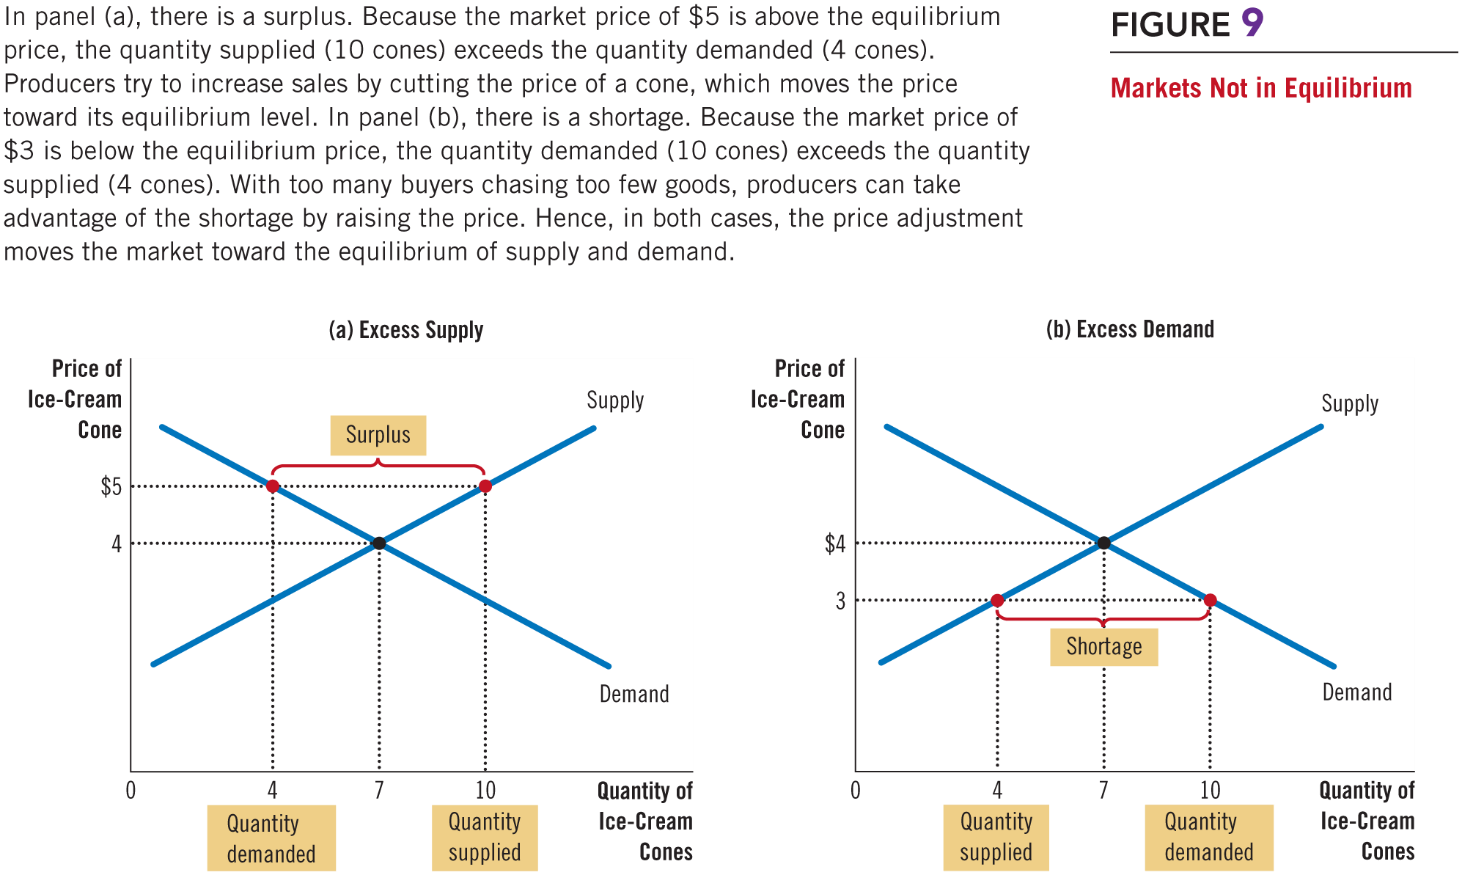 In panel (a), there is a surplus. Because the market price of $5 is above the equilibrium
price, the quantity supplied (10 cones) exceeds the quantity demanded (4 cones).
Producers try to increase sales by cutting the price of a cone, which moves the price
toward its equilibrium level. In panel (b), there is a shortage. Because the market price of
$3 is below the equilibrium price, the quantity demanded (10 cones) exceeds the quantity
supplied (4 cones). With too many buyers chasing too few goods, producers can take
advantage of the shortage by raising the price. Hence, in both cases, the price adjustment
moves the market toward the equilibrium of supply and demand.
FIGURE 9
Markets Not in Equilibrium
(a) Excess Supply
Price of
Ice-Cream
Cone
Supply
Surplus
$5
4
Demand
0 4 7 10
Quantity of
Ice-Cream
Cones
Quantity
demanded
Quantity
supplied
(b) Excess Demand
Price of
Ice-Cream
Cone
Supply
$4
3
Shortage
Demand
0 4 7 10
Quantity of
Ice-Cream
Cones
Quantity
supplied
Quantity
demanded